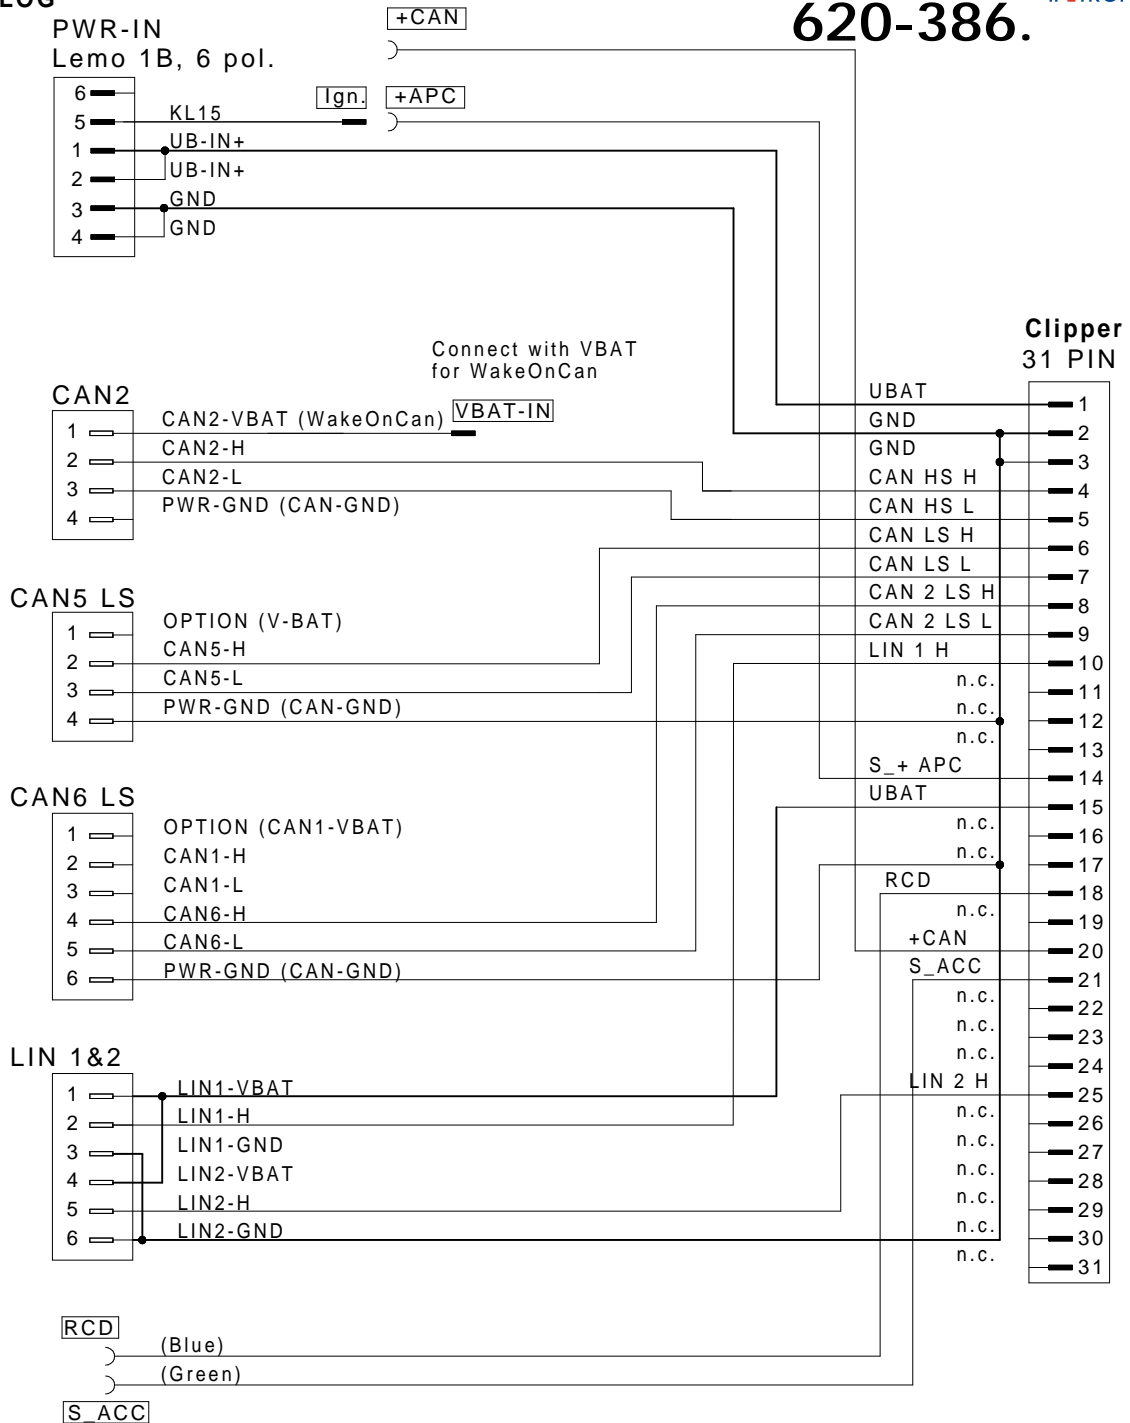 620-386.
PWR-IN
Lemo 1B, 6 pol.
+CAN
6
5 KL15 Ign. +APC
1 UB-IN+
2 UB-IN+
3 GND
4 GND
Connect with VBAT
for WakeOnCan
Clipper
31 PIN
CAN2
1 CAN2-VBAT (WakeOnCan) VBAT-IN
2 CAN2-H
3 CAN2-L
4 PWR-GND (CAN-GND)
CAN5 LS
1 OPTION (V-BAT)
2 CAN5-H
3 CAN5-L
4 PWR-GND (CAN-GND)
CAN6 LS
1 OPTION (CAN1-VBAT)
2 CAN1-H
3 CAN1-L
4 CAN6-H
5 CAN6-L
6 PWR-GND (CAN-GND)
LIN 1&2
1 LIN1-VBAT
2 LIN1-H
3 LIN1-GND
4 LIN2-VBAT
5 LIN2-H
6 LIN2-GND
RCD
(Blue)
(Green)
S_ACC
UBAT 1
GND 2
GND 3
CAN HS H 4
CAN HS L 5
CAN LS H 6
CAN LS L 7
CAN 2 LS H 8
CAN 2 LS L 9
LIN 1 H 10
n.c. 11
n.c. 12
n.c. 13
S_+ APC 14
UBAT 15
n.c. 16
n.c. 17
RCD 18
n.c. 19
+CAN 20
S_ACC 21
n.c. 22
n.c. 23
n.c. 24
LIN 2 H 25
n.c. 26
n.c. 27
n.c. 28
n.c. 29
n.c. 30
n.c. 31